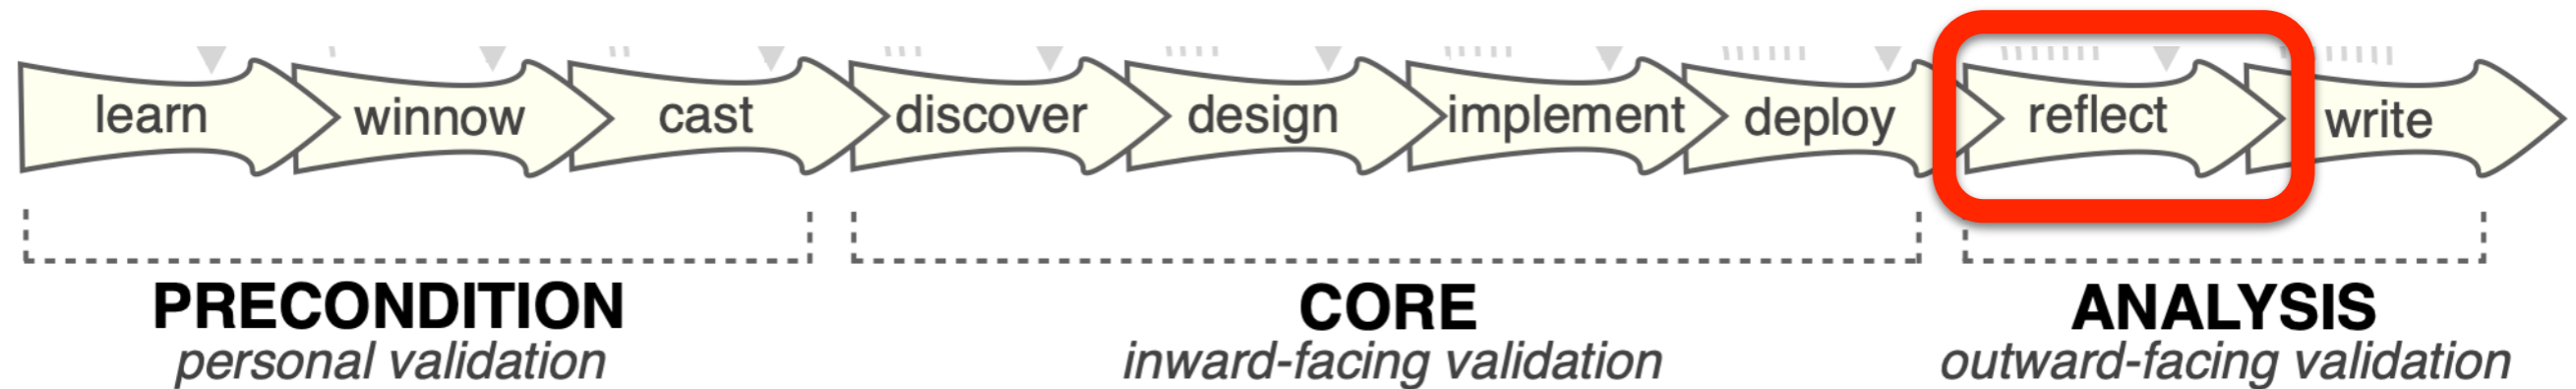 learn winnow cast discover design implement deploy reflect write
PRECONDITION CORE ANALYSIS
personal validation inward-facing validation outward-facing validation